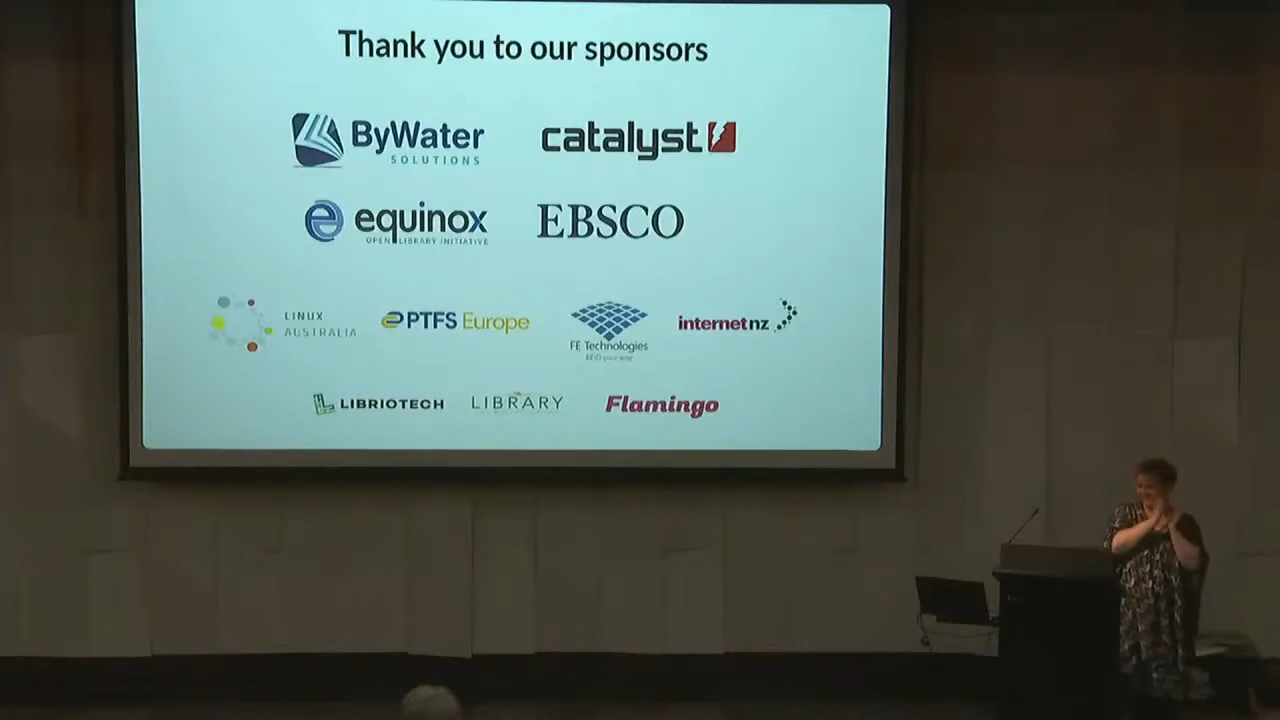 Thank you to our sponsors
ByWater
SOLUTIONS
catalyst
equinox
OPEN LIBRARY INITIATIVE
EBSCO
LINUX
AUSTRALIA
PTFS Europe
FE Technologies
internetnz
LIBRIOTECH
LIBRARY
Flamingo